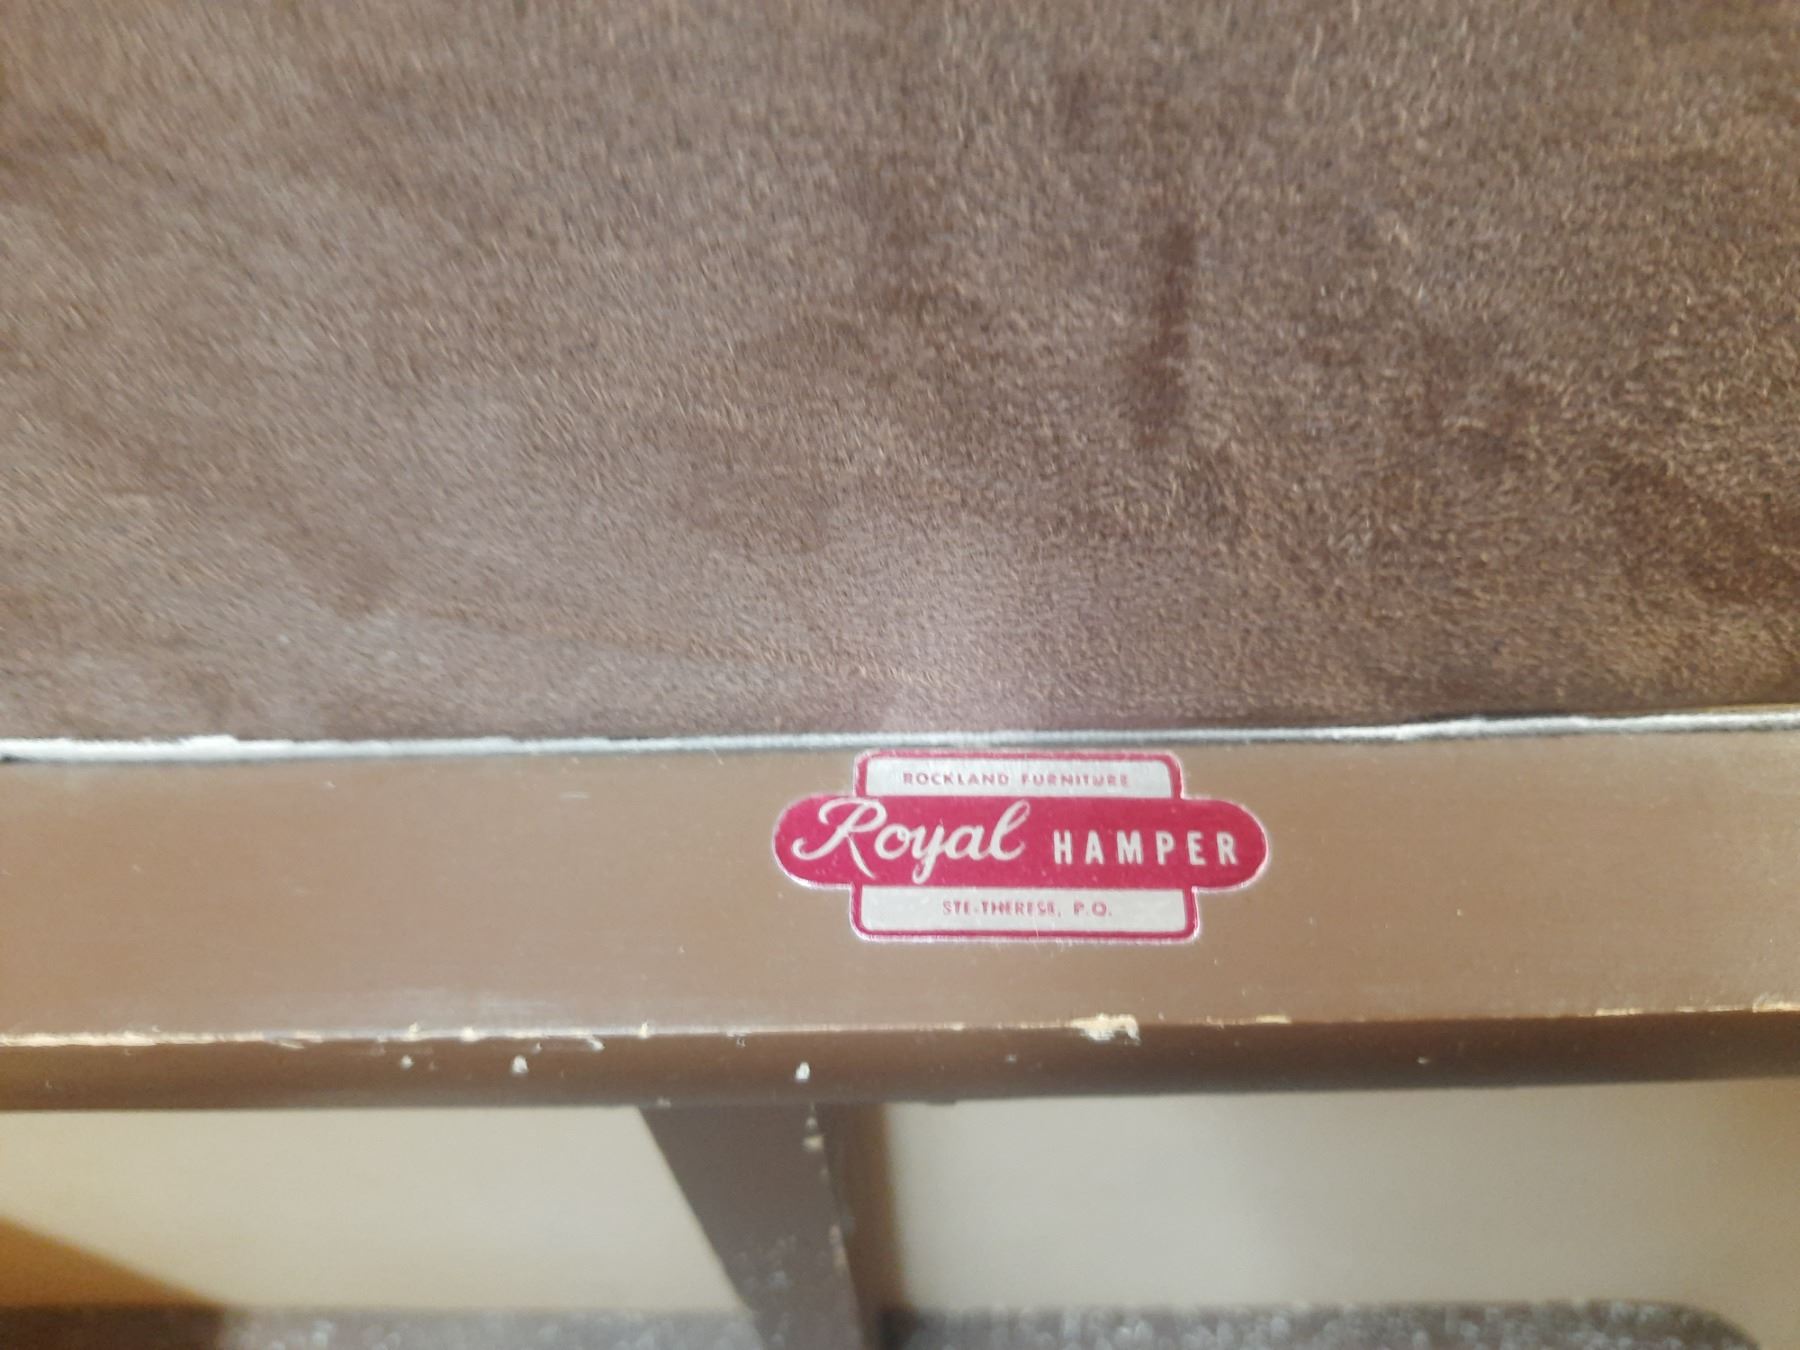 ROCKLAND FURNITURE
Royal HAMPER
STE-THERESE, P.Q.